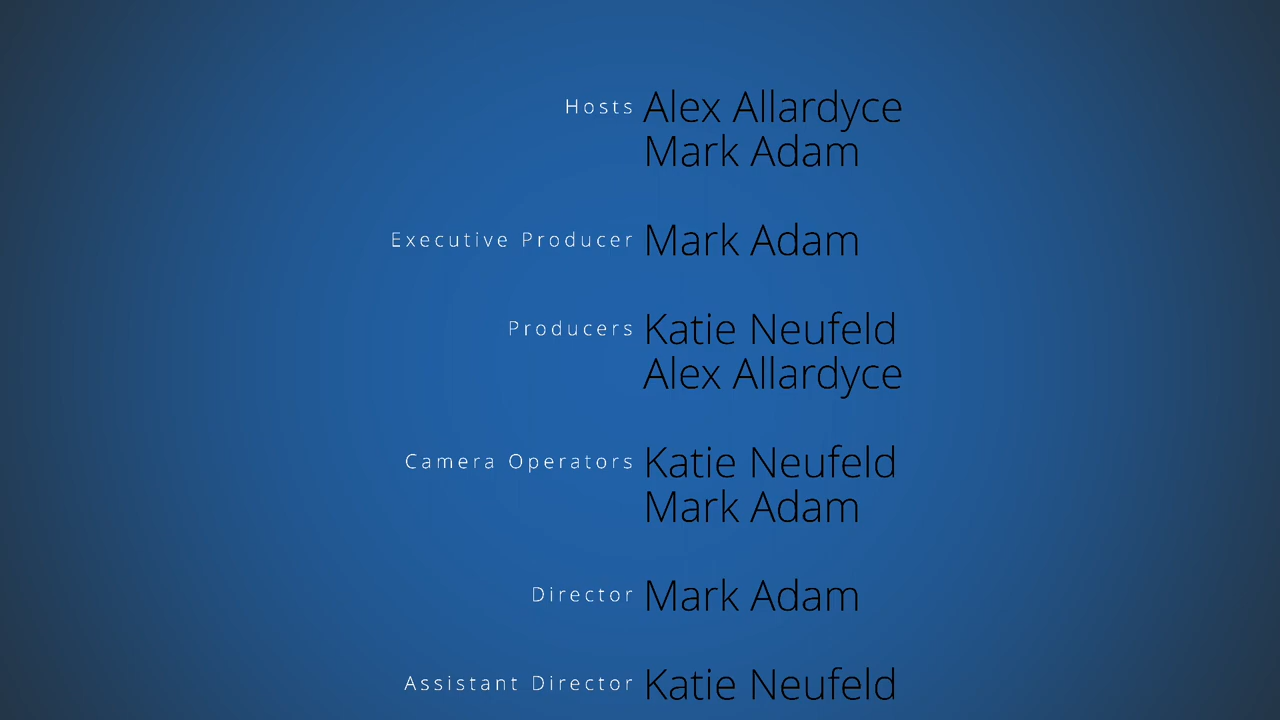 Hosts Alex Allardyce
Mark Adam
Executive Producer Mark Adam
Producers Katie Neufeld
Alex Allardyce
Camera Operators Katie Neufeld
Mark Adam
Director Mark Adam
Assistant Director Katie Neufeld